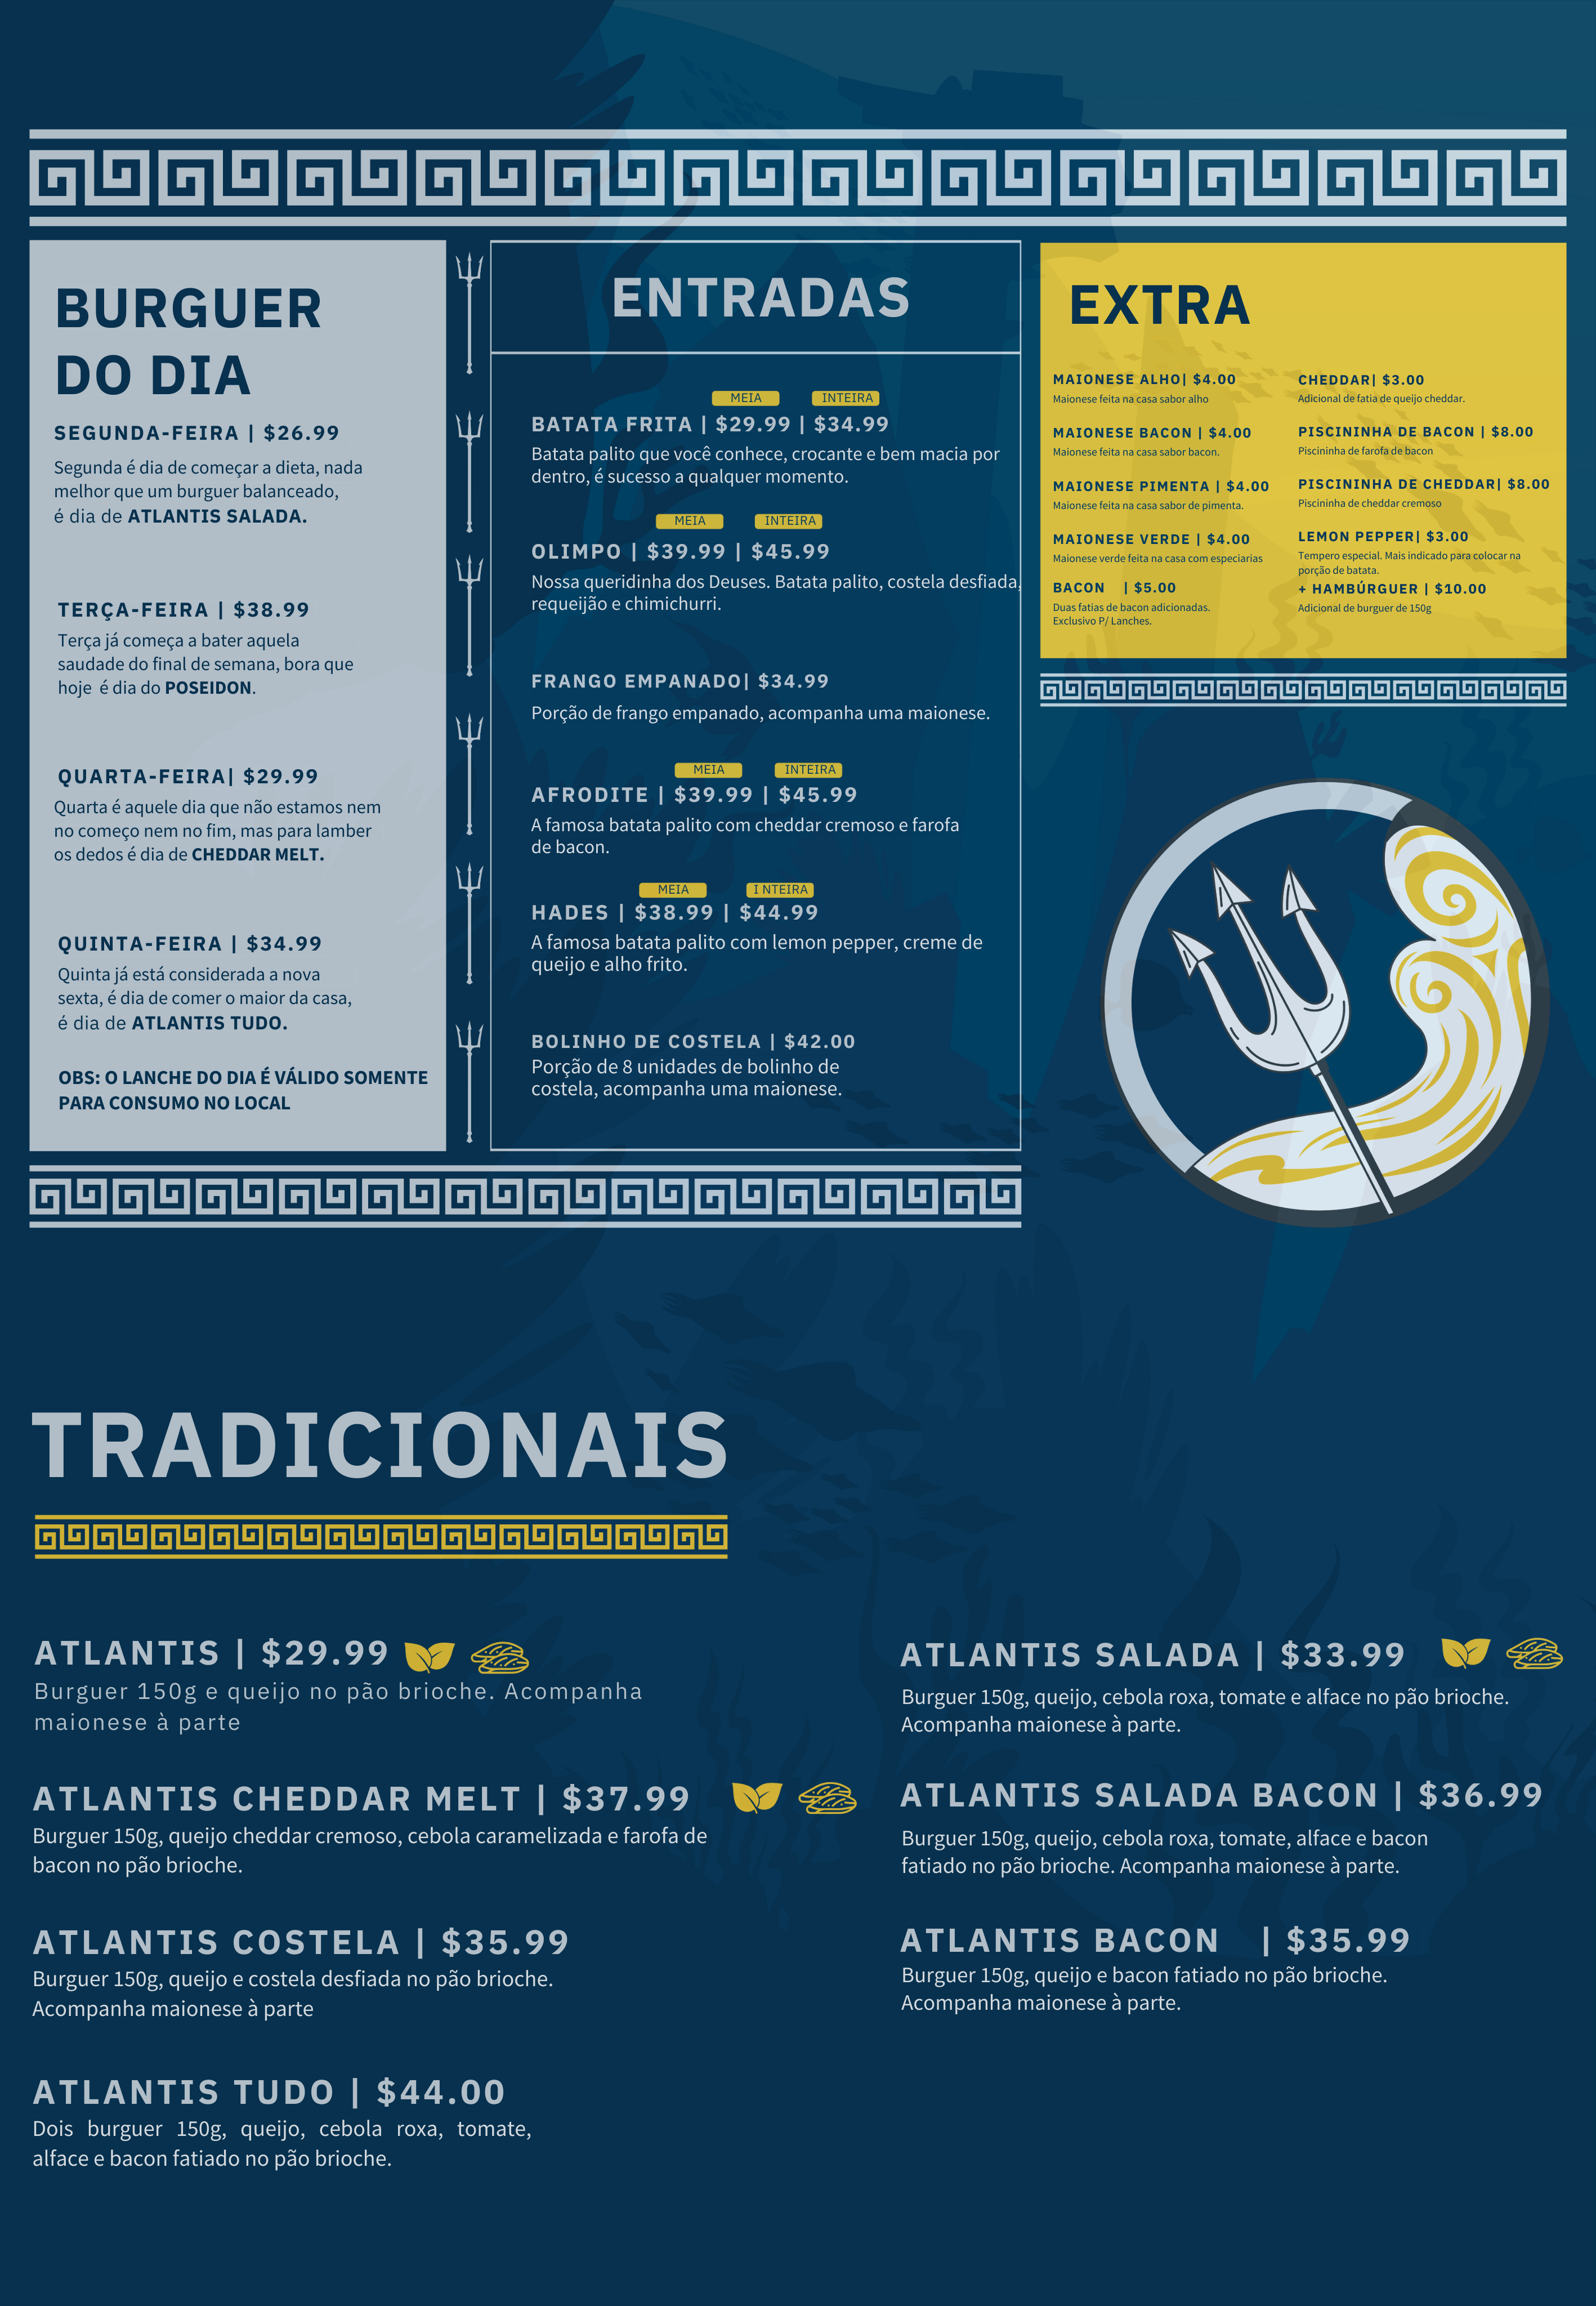 BURGUER
DO DIA
SEGUNDA-FEIRA | $26.99
Segunda é dia de começar a dieta, nada
melhor que um burguer balanceado,
é dia de ATLANTIS SALADA.
TERÇA-FEIRA | $38.99
Terça já começa a bater aquela
saudade do final de semana, bora que
hoje é dia do POSEIDON.
QUARTA-FEIRA| $29.99
Quarta é aquele dia que não estamos nem
no começo nem no fim, mas para lamber
os dedos é dia de CHEDDAR MELT.
QUINTA-FEIRA | $34.99
Quinta já está considerada a nova
sexta, é dia de comer o maior da casa,
é dia de ATLANTIS TUDO.
OBS: O LANCHE DO DIA É VÁLIDO SOMENTE
PARA CONSUMO NO LOCAL
ENTRADAS
MEIA INTEIRA
BATATA FRITA | $29.99 | $34.99
Batata palito que você conhece, crocante e bem macia por
dentro, é sucesso a qualquer momento.
MEIA INTEIRA
OLIMPO | $39.99 | $45.99
Nossa queridinha dos Deuses. Batata palito, costela desfiada,
requeijão e chimichurri.
FRANGO EMPANADO| $34.99
Porção de frango empanado, acompanha uma maionese.
MEIA INTEIRA
AFRODITE | $39.99 | $45.99
A famosa batata palito com cheddar cremoso e farofa
de bacon.
MEIA I NTEIRA
HADES | $38.99 | $44.99
A famosa batata palito com lemon pepper, creme de
queijo e alho frito.
BOLINHO DE COSTELA | $42.00
Porção de 8 unidades de bolinho de
costela, acompanha uma maionese.
EXTRA
MAIONESE ALHO| $4.00
Maionese feita na casa sabor alho
MAIONESE BACON | $4.00
Maionese feita na casa sabor bacon.
MAIONESE PIMENTA | $4.00
Maionese feita na casa sabor de pimenta.
MAIONESE VERDE | $4.00
Maionese verde feita na casa com especiarias
BACON | $5.00
Duas fatias de bacon adicionadas.
Exclusivo P/ Lanches.
CHEDDAR| $3.00
Adicional de fatia de queijo cheddar.
PISCININHA DE BACON | $8.00
Piscininha de farofa de bacon
PISCININHA DE CHEDDAR| $8.00
Piscininha de cheddar cremoso
LEMON PEPPER| $3.00
Tempero especial. Mais indicado para colocar na
porção de batata.
+ HAMBÚRGUER | $10.00
Adicional de burguer de 150g
TRADICIONAIS
ATLANTIS | $29.99
Burguer 150g e queijo no pão brioche. Acompanha
maionese à parte
ATLANTIS CHEDDAR MELT | $37.99
Burguer 150g, queijo cheddar cremoso, cebola caramelizada e farofa de
bacon no pão brioche.
ATLANTIS COSTELA | $35.99
Burguer 150g, queijo e costela desfiada no pão brioche.
Acompanha maionese à parte
ATLANTIS TUDO | $44.00
Dois burguer 150g, queijo, cebola roxa, tomate,
alface e bacon fatiado no pão brioche.
ATLANTIS SALADA | $33.99
Burguer 150g, queijo, cebola roxa, tomate e alface no pão brioche.
Acompanha maionese à parte.
ATLANTIS SALADA BACON | $36.99
Burguer 150g, queijo, cebola roxa, tomate, alface e bacon
fatiado no pão brioche. Acompanha maionese à parte.
ATLANTIS BACON | $35.99
Burguer 150g, queijo e bacon fatiado no pão brioche.
Acompanha maionese à parte.